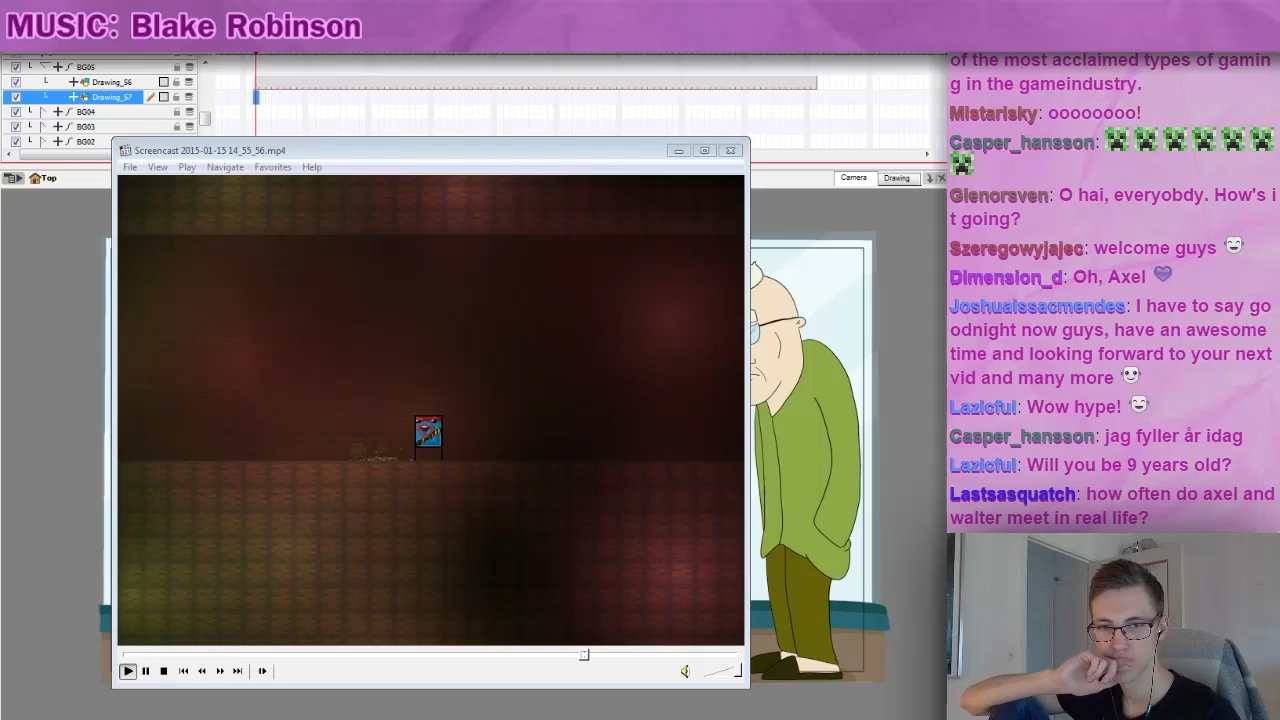 MUSIC: Blake Robinson
BG05
Drawing_56
Drawing_57
BG04
BG03
BG02
Top
Camera
Drawing
Screencast 2015-01-15 14_55_56.mp4
File View Play Navigate Favorites Help
of the most acclaimed types of gamin
g in the gameindustry.
Mistarisky: oooooooo!
Casper_hansson:
Glenorsven: O hai, everyobdy. How's i
t going?
Szeregowyjajec: welcome guys
Dimension_d: Oh, Axel
Joshuaissacmendes: I have to say go
odnight now guys, have an awesome
time and looking forward to your next
vid and many more
Lazicful: Wow hype!
Casper_hansson: jag fyller år idag
Lazicful: Will you be 9 years old?
Lastsasquatch: how often do axel and
walter meet in real life?